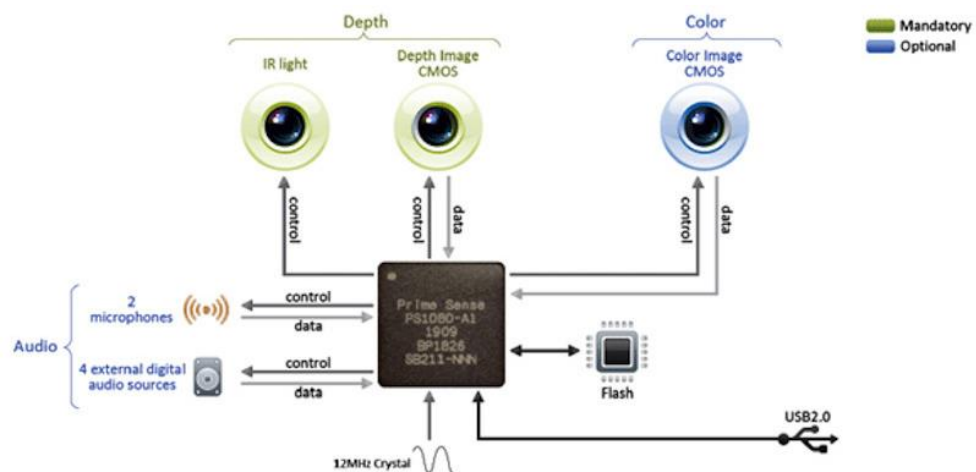 Depth
Color
Mandatory
Optional
IR light
Depth Image
CMOS
Color Image
CMOS
control
control
data
control
data
Audio
2
microphones
control
data
4 external digital
audio sources
control
data
Prime Sense
PS1080-A1
1909
BP1826
SB211-NNN
Flash
USB2.0
12MHz Crystal